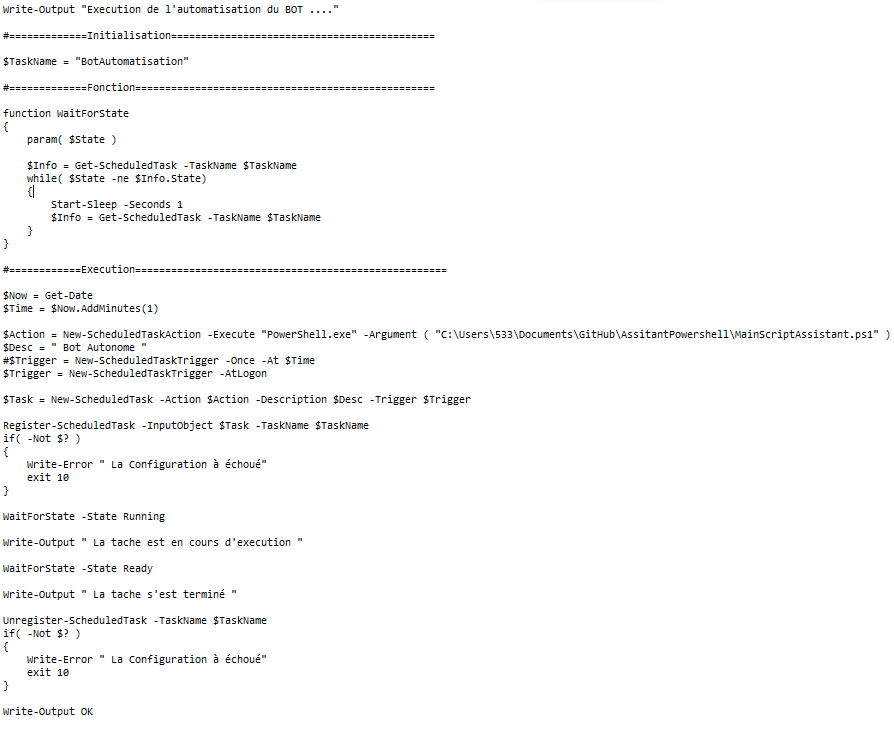 Write-Output "Execution de l'automatisation du BOT ...."
#=============Initialisation============================================
$TaskName = "BotAutomatisation"
#=============Fonction==================================================
function WaitForState
{
param( $State )
$Info = Get-ScheduledTask -TaskName $TaskName
while( $State -ne $Info.State)
{
Start-Sleep -Seconds 1
$Info = Get-ScheduledTask -TaskName $TaskName
}
}
#============Execution====================================================
$Now = Get-Date
$Time = $Now.AddMinutes(1)
$Action = New-ScheduledTaskAction -Execute "PowerShell.exe" -Argument ( "C:\Users\533\Documents\GitHub\AssitantPowershell\MainScriptAssistant.ps1" )
$Desc = " Bot Autonome "
#$Trigger = New-ScheduledTaskTrigger -Once -At $Time
$Trigger = New-ScheduledTaskTrigger -AtLogon
$Task = New-ScheduledTask -Action $Action -Description $Desc -Trigger $Trigger
Register-ScheduledTask -InputObject $Task -TaskName $TaskName
if( -Not $? )
{
Write-Error " La Configuration à échoué"
exit 10
}
WaitForState -State Running
Write-Output " La tache est en cours d'execution "
WaitForState -State Ready
Write-Output " La tache s'est terminé "
Unregister-ScheduledTask -TaskName $TaskName
if( -Not $? )
{
Write-Error " La Configuration à échoué"
exit 10
}
Write-Output OK